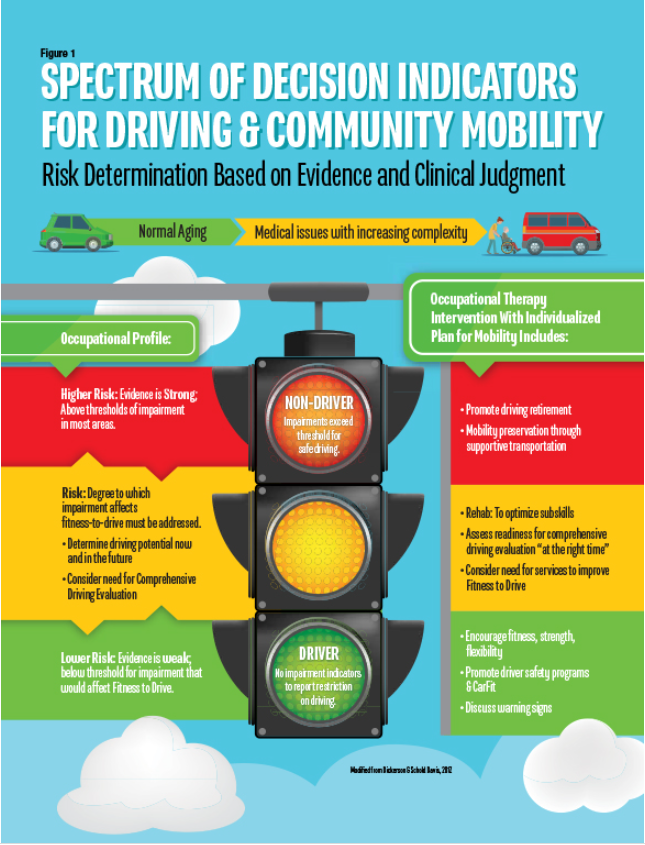 Figure 1
SPECTRUM OF DECISION INDICATORS
FOR DRIVING & COMMUNITY MOBILITY
Risk Determination Based on Evidence and Clinical Judgment
Normal Aging
Medical issues with increasing complexity
Occupational Profile:
Occupational Therapy
Intervention With Individualized
Plan for Mobility Includes:
Higher Risk: Evidence is Strong;
Above thresholds of impairment
in most areas.
NON-DRIVER
Impairments exceed
threshold for
safe driving.
• Promote driving retirement
• Mobility preservation through
supportive transportation
Risk: Degree to which
impairment affects
fitness-to-drive must be addressed.
• Determine driving potential now
and in the future
• Consider need for Comprehensive
Driving Evaluation
• Rehab: To optimize subskills
• Assess readiness for comprehensive
driving evaluation "at the right time"
• Consider need for services to improve
Fitness to Drive
Lower Risk: Evidence is weak;
below threshold for impairment that
would affect Fitness to Drive.
DRIVER
No impairment indicators
to report restriction
on driving.
• Encourage fitness, strength,
flexibility
• Promote driver safety programs
& CarFit
• Discuss warning signs
Modified from Dickerson & Schold Davis, 2012